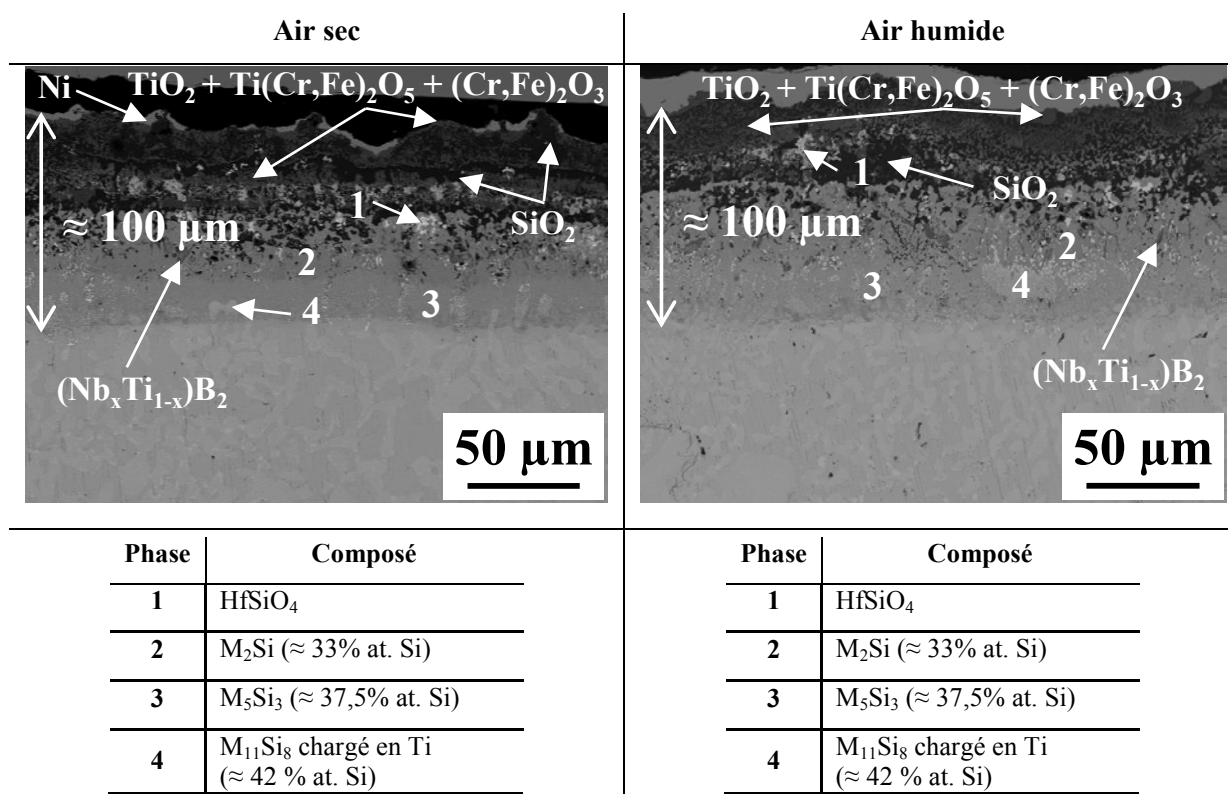 Air sec
Air humide
Ni
TiO2 + Ti(Cr,Fe)2O5 + (Cr,Fe)2O3
1
SiO2
≈ 100 µm
2
3
4
(NbxTi1-x)B2
50 µm
TiO2 + Ti(Cr,Fe)2O5 + (Cr,Fe)2O3
1
SiO2
≈ 100 µm
2
3
4
(NbxTi1-x)B2
50 µm
Phase Composé
1 HfSiO4
2 M2Si (≈ 33% at. Si)
3 M5Si3 (≈ 37,5% at. Si)
4 M11Si8 chargé en Ti
(≈ 42 % at. Si)
Phase Composé
1 HfSiO4
2 M2Si (≈ 33% at. Si)
3 M5Si3 (≈ 37,5% at. Si)
4 M11Si8 chargé en Ti
(≈ 42 % at. Si)